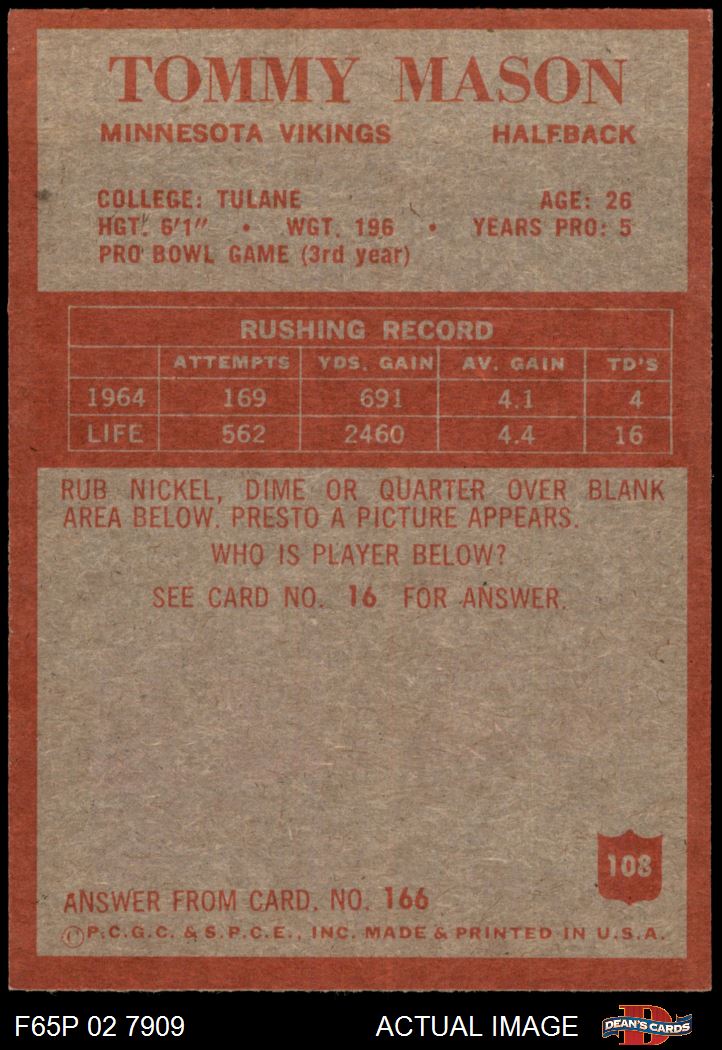 TOMMY MASON
MINNESOTA VIKINGS HALFBACK
COLLEGE: TULANE AGE: 26
HGT. 6'1" • WGT. 196 • YEARS PRO: 5
PRO BOWL GAME (3rd year)
RUSHING RECORD
ATTEMPTS YDS. GAIN AV. GAIN TD'S
1964 169 691 4.1 4
LIFE 562 2460 4.4 16
RUB NICKEL, DIME OR QUARTER OVER BLANK
AREA BELOW. PRESTO A PICTURE APPEARS.
WHO IS PLAYER BELOW?
SEE CARD NO. 16 FOR ANSWER.
108
ANSWER FROM CARD. NO. 166
©P.C.G.C. & S.P.C.E., INC. MADE & PRINTED IN U.S.A.
F65P 02 7909 ACTUAL IMAGE D DEAN'S CARDS